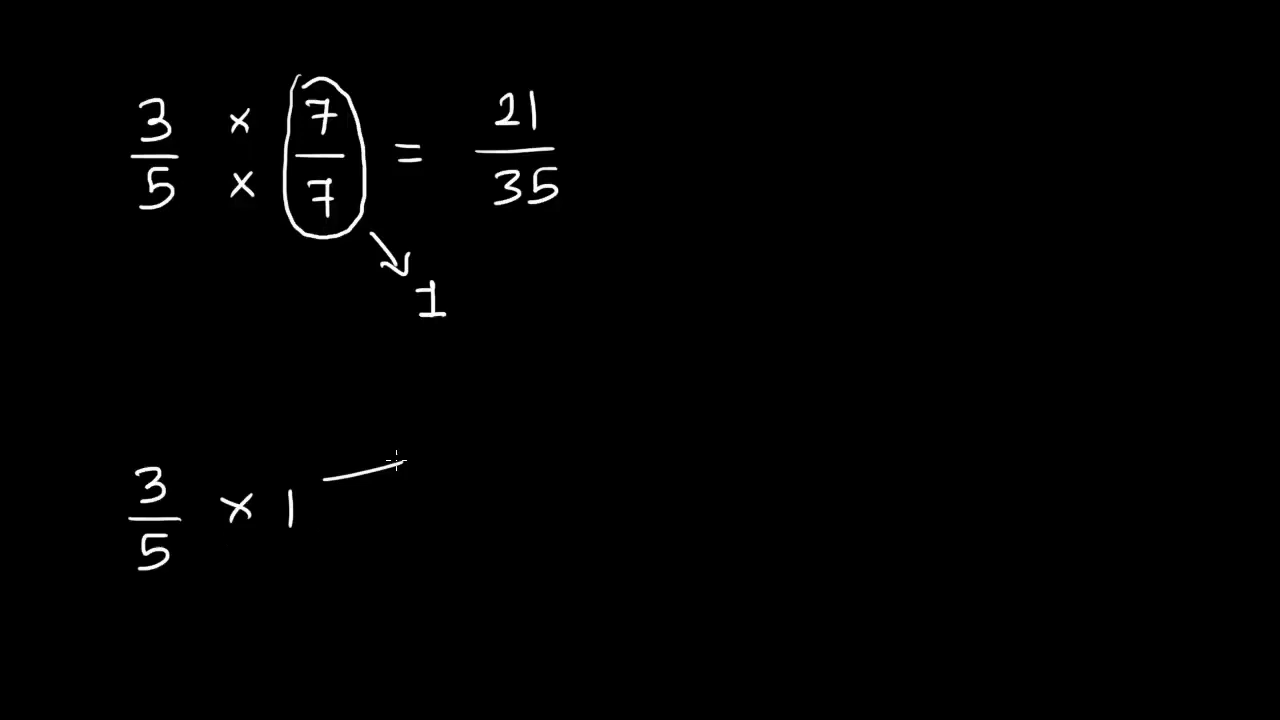 3/5 × 7/7 = 21/35
1
3/5 × 1